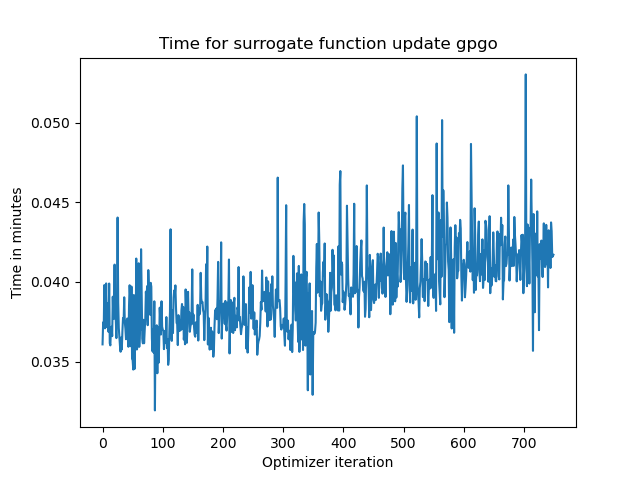 Time for surrogate function update gpgo
0.050
0.045
0.040
0.035
Time in minutes
0 100 200 300 400 500 600 700
Optimizer iteration